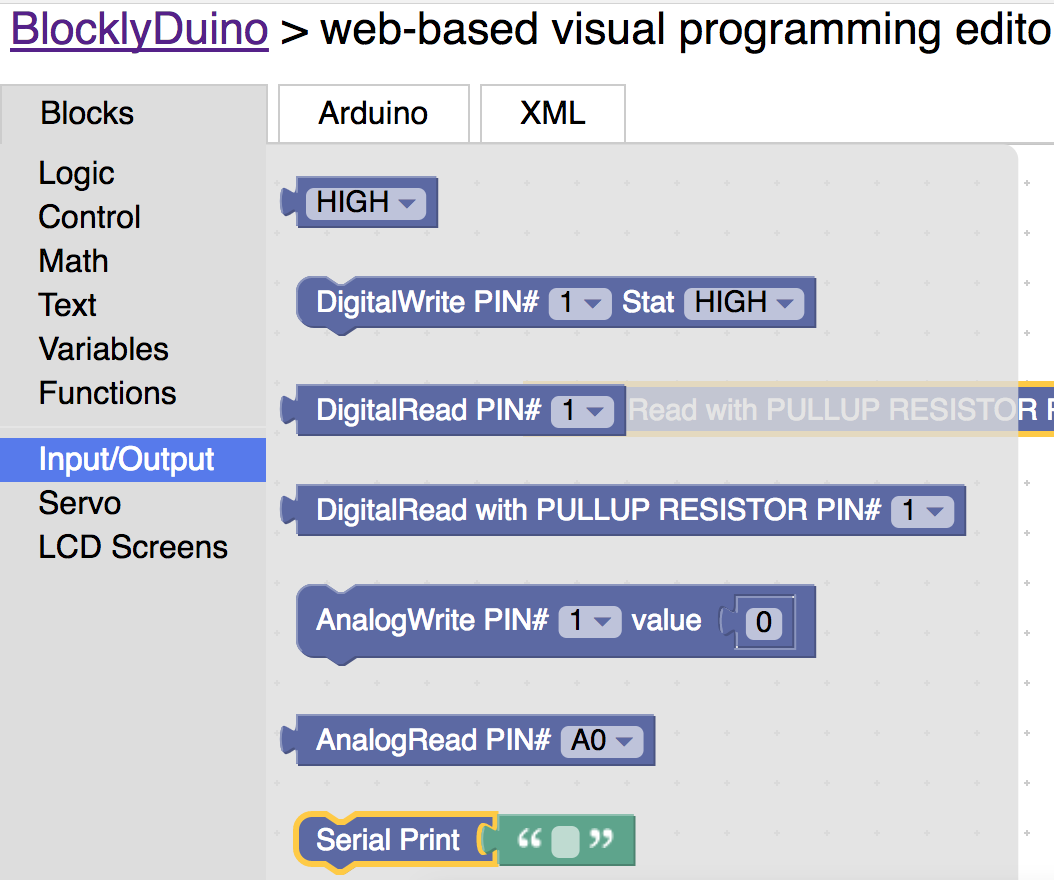 BlocklyDuino > web-based visual programming edito
Blocks
Arduino
XML
Logic
Control
Math
Text
Variables
Functions
Input/Output
Servo
LCD Screens
HIGH
DigitalWrite PIN# 1 Stat HIGH
DigitalRead PIN# 1 Read with PULLUP RESISTOR
DigitalRead with PULLUP RESISTOR PIN# 1
AnalogWrite PIN# 1 value 0
AnalogRead PIN# A0
Serial Print “ ”